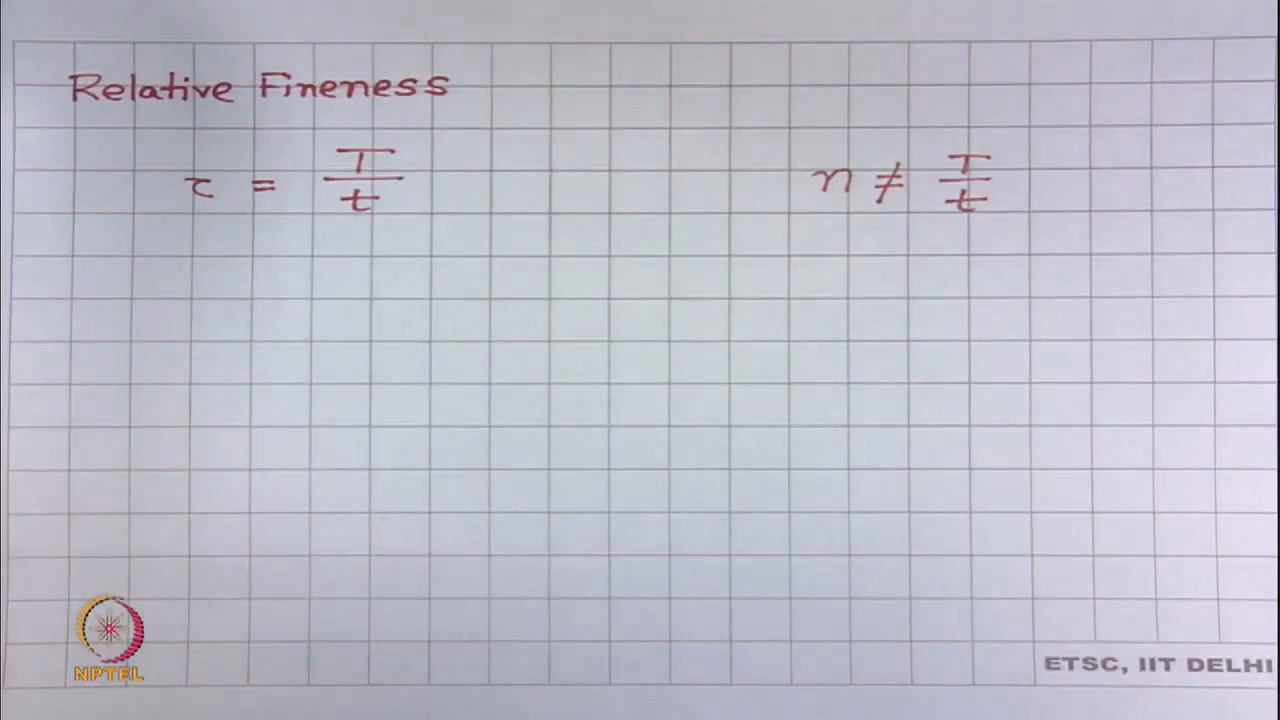 Relative Fineness
τ = T/t n ≠ T/t
NPTEL
ETSC, IIT DELHI